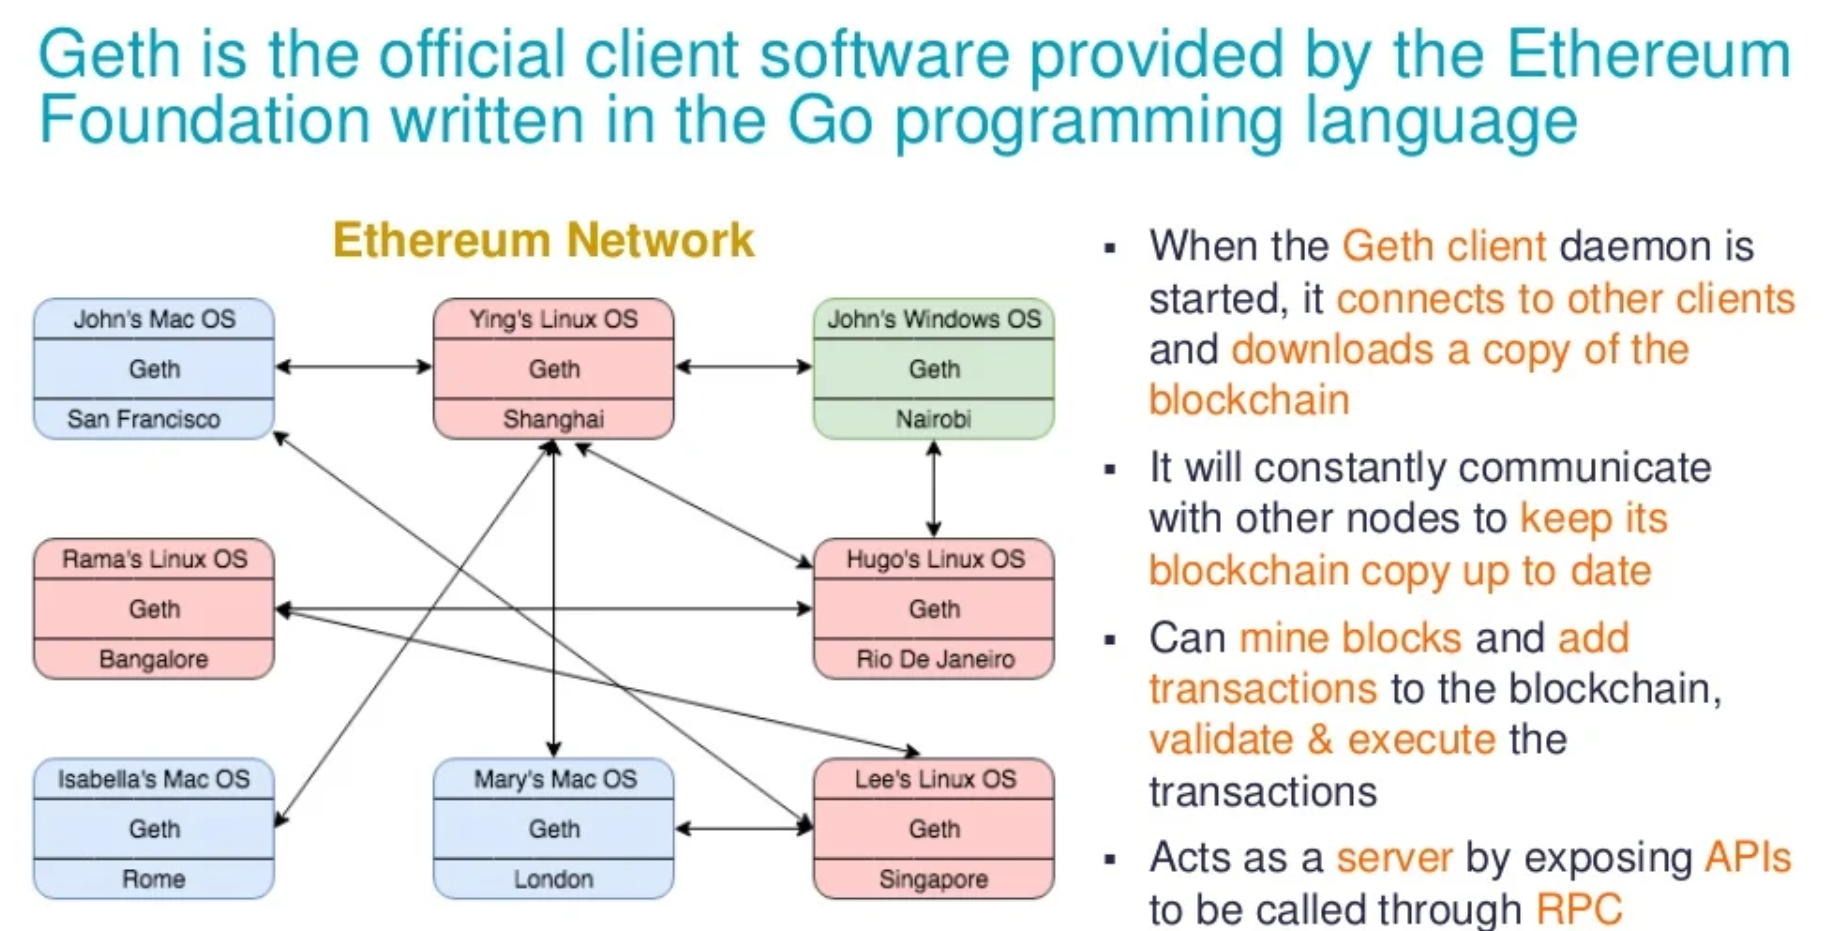 Geth is the official client software provided by the Ethereum
Foundation written in the Go programming language
Ethereum Network
John's Mac OS
Geth
San Francisco
Ying's Linux OS
Geth
Shanghai
John's Windows OS
Geth
Nairobi
Rama's Linux OS
Geth
Bangalore
Hugo's Linux OS
Geth
Rio De Janeiro
Isabella's Mac OS
Geth
Rome
Mary's Mac OS
Geth
London
Lee's Linux OS
Geth
Singapore
▪ When the Geth client daemon is
started, it connects to other clients
and downloads a copy of the
blockchain
▪ It will constantly communicate
with other nodes to keep its
blockchain copy up to date
▪ Can mine blocks and add
transactions to the blockchain,
validate & execute the
transactions
▪ Acts as a server by exposing APIs
to be called through RPC